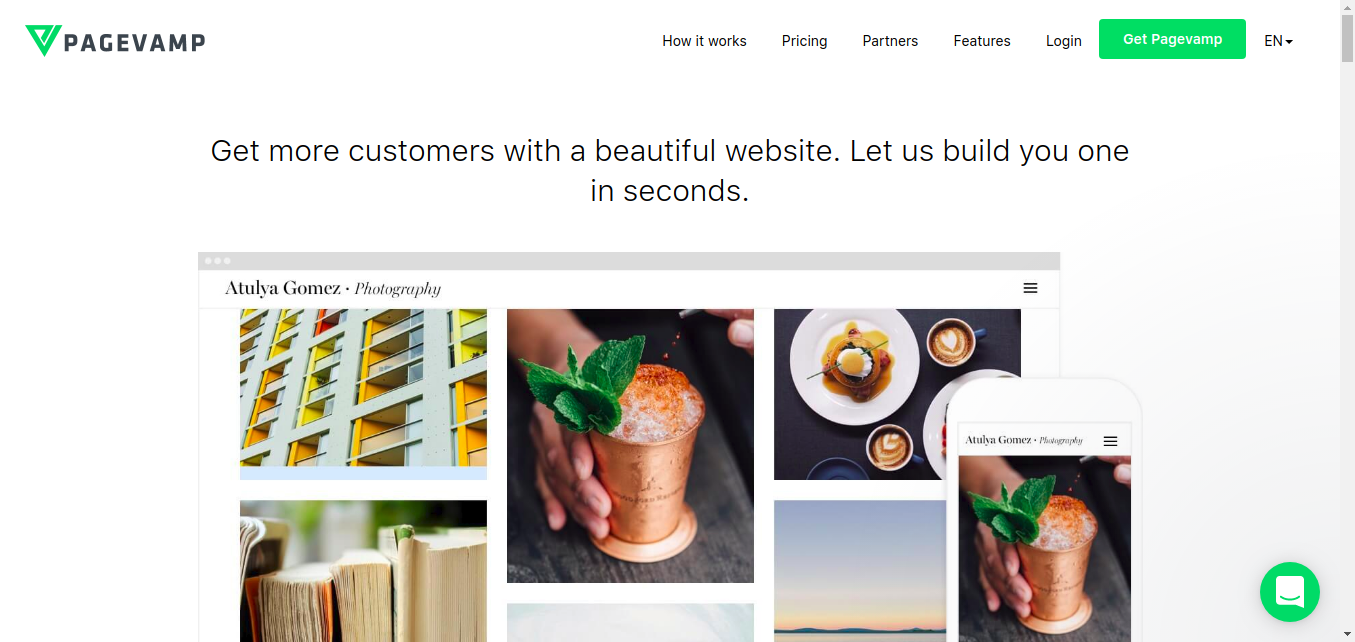 PAGEVAMP
How it works Pricing Partners Features Login Get Pagevamp EN
Get more customers with a beautiful website. Let us build you one
in seconds.
Atulya Gomez · Photography
Atulya Gomez · Photography